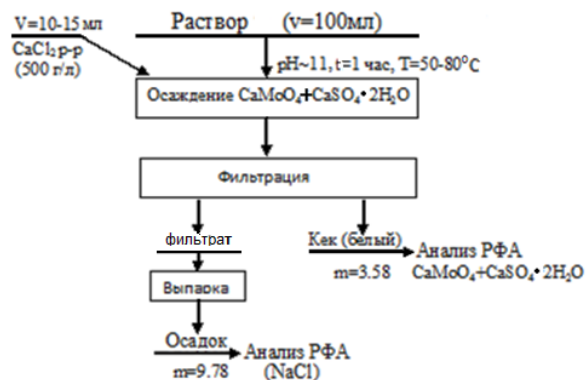 V=10-15 мл
CaCl₂ р-р
(500 г/л)
Раствор (v=100мл)
pH~11, t=1 час, T=50-80⁰C
Осаждение CaMoO₄+CaSO₄•2H₂O
Фильтрация
фильтрат
Кек (белый)
m=3.58
Анализ РФА
CaMoO₄+CaSO₄•2H₂O
Выпарка
Осадок
m=9.78
Анализ РФА
(NaCl)